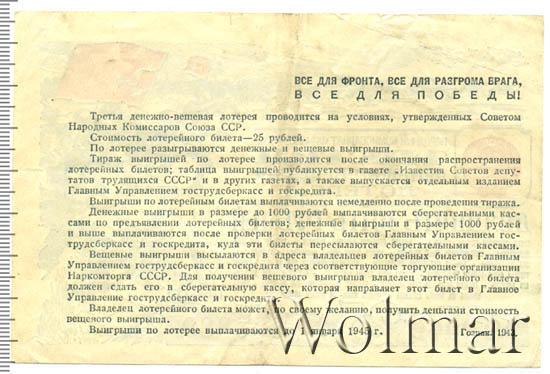 ВСЕ ДЛЯ ФРОНТА, ВСЕ ДЛЯ РАЗГРОМА ВРАГА,
ВСЕ ДЛЯ ПОБЕДЫ!
Третья денежно-вещевая лотерея проводится на условиях, утвержденных Советом
Народных Комиссаров Союза ССР.
Стоимость лотерейного билета—25 рублей.
По лотерее разыгрываются денежные и вещевые выигрыши.
Тираж выигрышей по лотерее производится после окончания распространения
лотерейных билетов; таблица выигрышей публикуется в газете „Известия Советов депу-
татов трудящихся СССР" и в других газетах, а также выпускается отдельным изданием
Главным Управлением гострудсберкасс и госкредита.
Выигрыши по лотерейным билетам выплачиваются немедленно после проведения тиража.
Денежные выигрыши в размере до 1000 рублей выплачиваются сберегательными кас-
сами по предъявлении лотерейных билетов; денежные выигрыши в размере 1000 рублей
и выше выплачиваются после проверки лотерейных билетов Главным Управлением гос-
трудсберкасс и госкредита, куда эти билеты пересылаются сберегательными кассами.
Вещевые выигрыши высылаются в адреса владельцев лотерейных билетов Главным
Управлением гострудсберкасс и госкредита через соответствующие торгующие организации
Наркомторга СССР. Для получения вещевого выигрыша владелец лотерейного билета
должен сдать его в сберегательную кассу, которая направляет этот билет в Главное
Управление гострудсберкасс и госкредита.
Владелец лотерейного билета может, по своему желанию, получить деньгами стоимость
вещевого выигрыша.
Выигрыши по лотерее выплачиваются до 1 января 1945 г. Гознак. 1943.
Wolmar